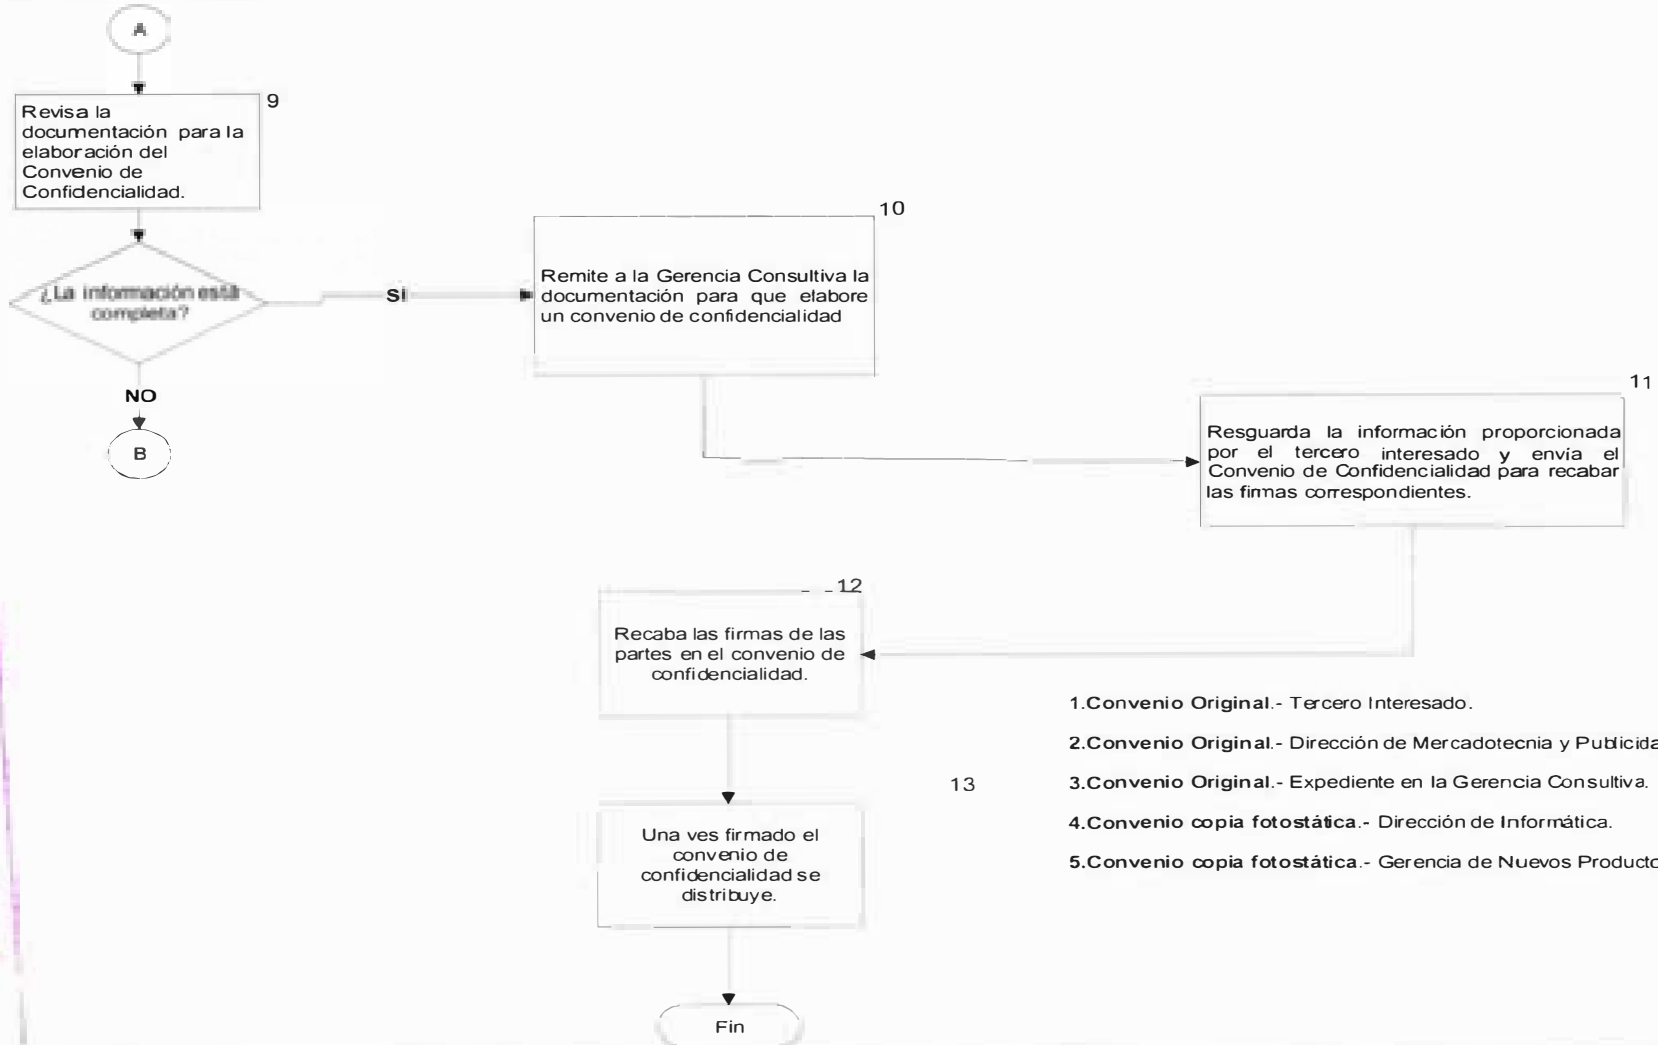 A
9
Revisa la
documentación para la
elaboración del
Convenio de
Confidencialidad.
¿La información está
completa?
SÍ
NO
B
10
Remite a la Gerencia Consultiva la
documentación para que elabore
un convenio de confidencialidad
11
Resguarda la información proporcionada
por el tercero interesado y envía el
Convenio de Confidencialidad para recabar
las firmas correspondientes.
12
Recaba las firmas de las
partes en el convenio de
confidencialidad.
13
Una ves firmado el
convenio de
confidencialidad se
distribuye.
1.Convenio Original.- Tercero Interesado.
2.Convenio Original.- Dirección de Mercadotecnia y Publicida
3.Convenio Original.- Expediente en la Gerencia Consultiva.
4.Convenio copia fotostática.- Dirección de Informática.
5.Convenio copia fotostática.- Gerencia de Nuevos Producto
Fin